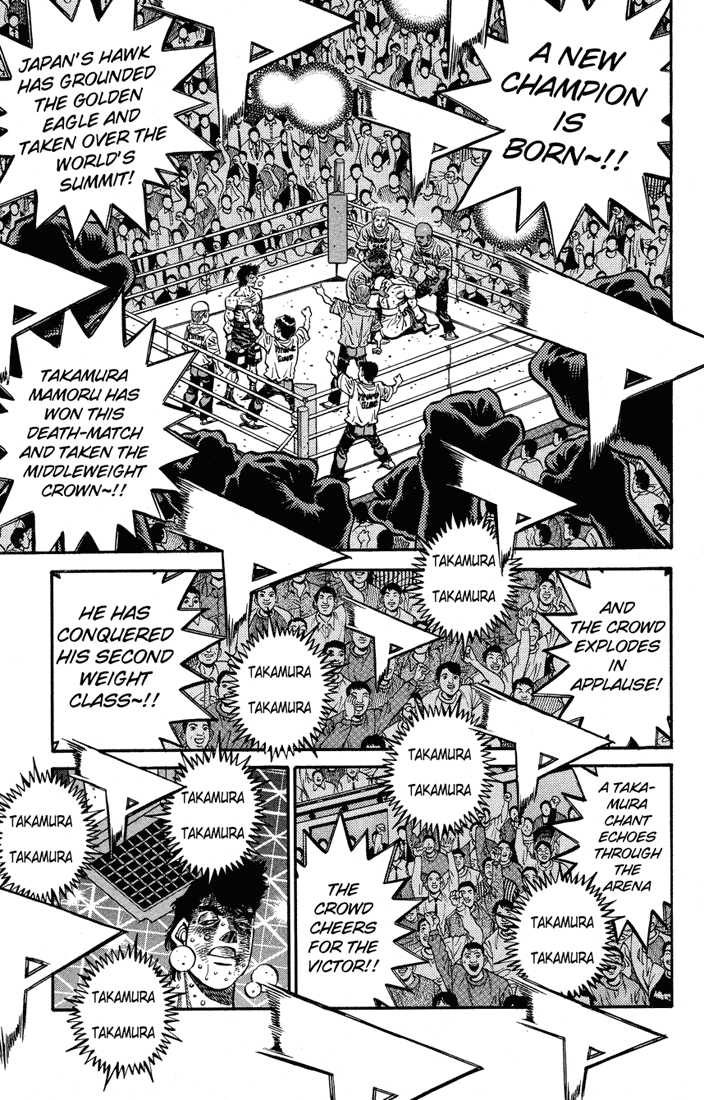 A NEW
CHAMPION
IS
BORN~!!
JAPAN'S HAWK
HAS GROUNDED
THE GOLDEN
EAGLE AND
TAKEN OVER THE
WORLD'S
SUMMIT!
TAKAMURA
MAMORU HAS
WON THIS
DEATH-MATCH
AND TAKEN THE
MIDDLEWEIGHT
CROWN~!!
TAKAMURA
TAKAMURA
AND
THE CROWD
EXPLODES
IN
APPLAUSE!
TAKAMURA
TAKAMURA
HE HAS
CONQUERED
HIS SECOND
WEIGHT
CLASS~!!
TAKAMURA
TAKAMURA
A TAKA-
MURA
CHANT
ECHOES
THROUGH
THE
ARENA
THE
CROWD
CHEERS
FOR THE
VICTOR!!
TAKAMURA
TAKAMURA
TAKAMURA
TAKAMURA
TAKAMURA
TAKAMURA
TAKAMURA
TAKAMURA